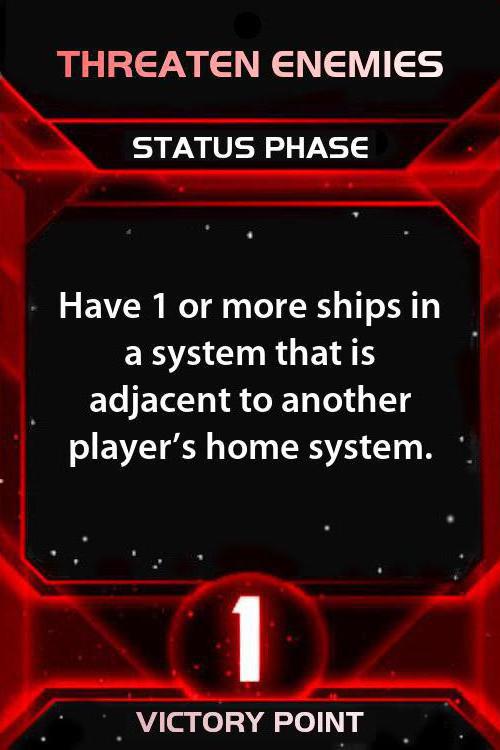 THREATEN ENEMIES
STATUS PHASE
Have 1 or more ships in
a system that is
adjacent to another
player’s home system.
1
VICTORY POINT